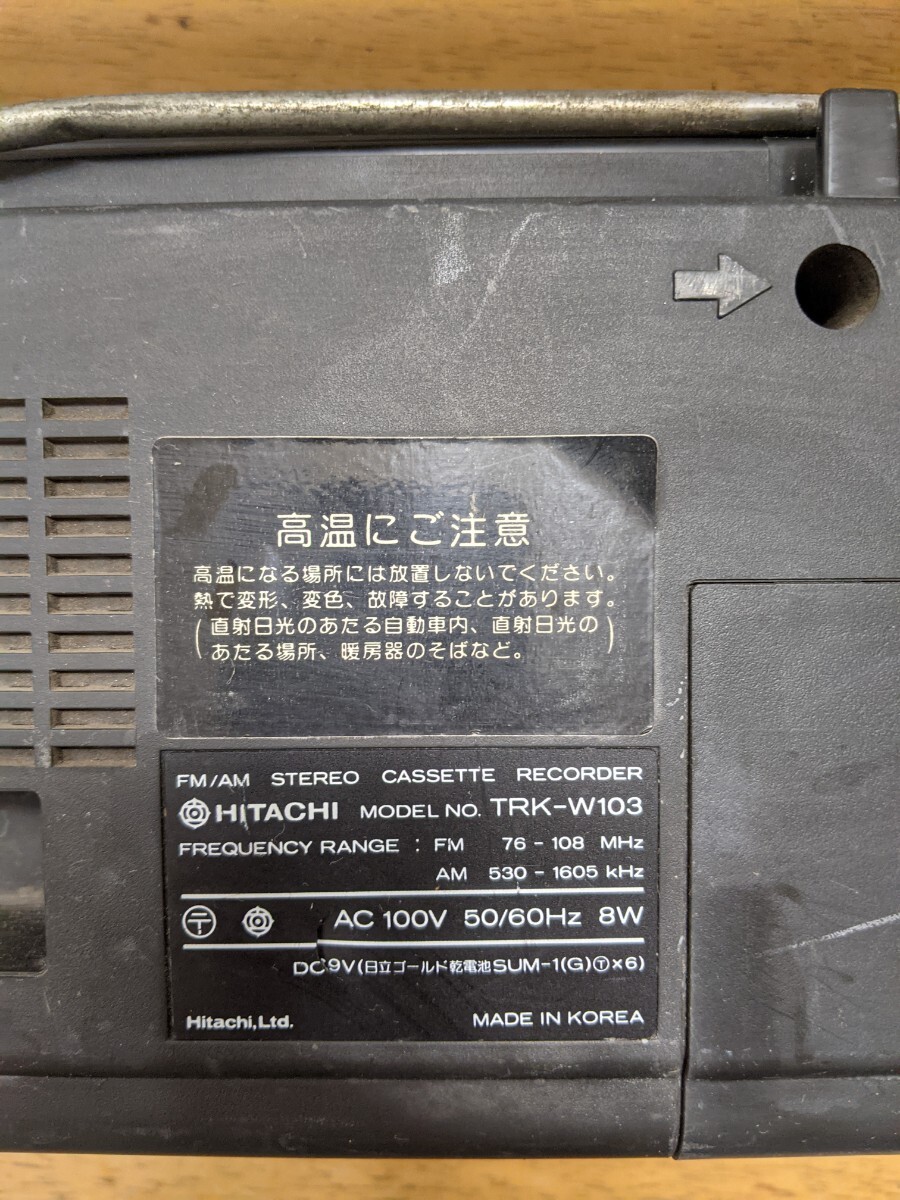 高温にご注意
高温になる場所には放置しないでください。
熱で変形、変色、故障することがあります。
(直射日光のあたる自動車内、直射日光の
あたる場所、暖房器のそばなど。)
FM/AM STEREO CASSETTE RECORDER
HITACHI MODEL NO. TRK-W103
FREQUENCY RANGE : FM 76 - 108 MHz
AM 530 - 1605 kHz
〒 AC 100V 50/60Hz 8W
DC 9V(日立ゴールド乾電池SUM-1(G)Ⓣ×6)
Hitachi,Ltd. MADE IN KOREA